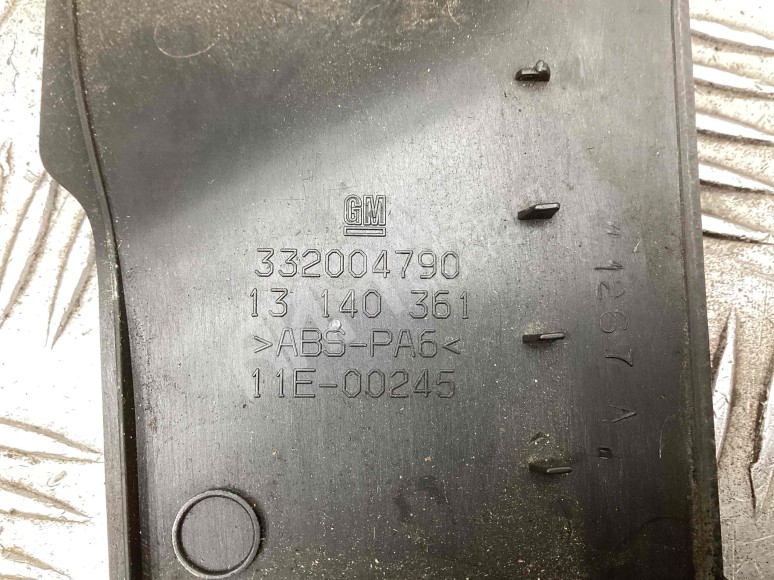 GM
332004790
13 140 361
>ABS-PA6<
11E-00245
"1267 A"